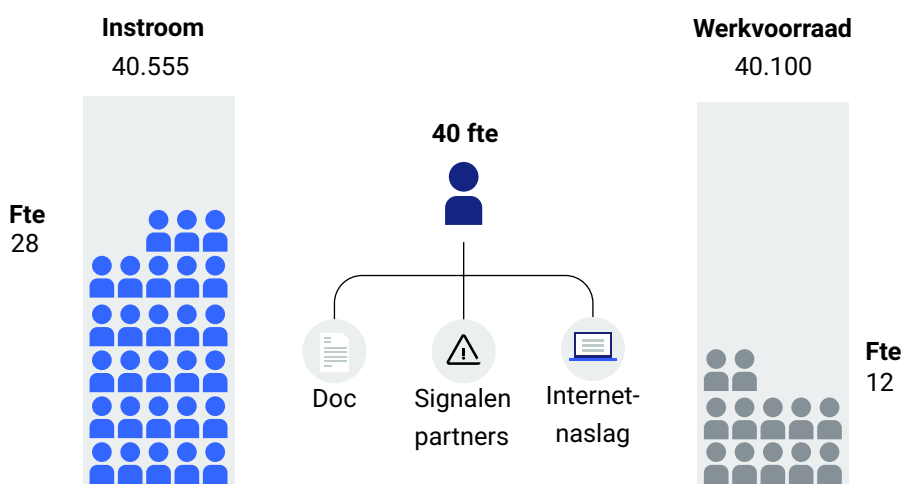 Instroom
40.555
Fte
28
40 fte
Doc
Signalen
partners
Internet-
naslag
Werkvoorraad
40.100
Fte
12